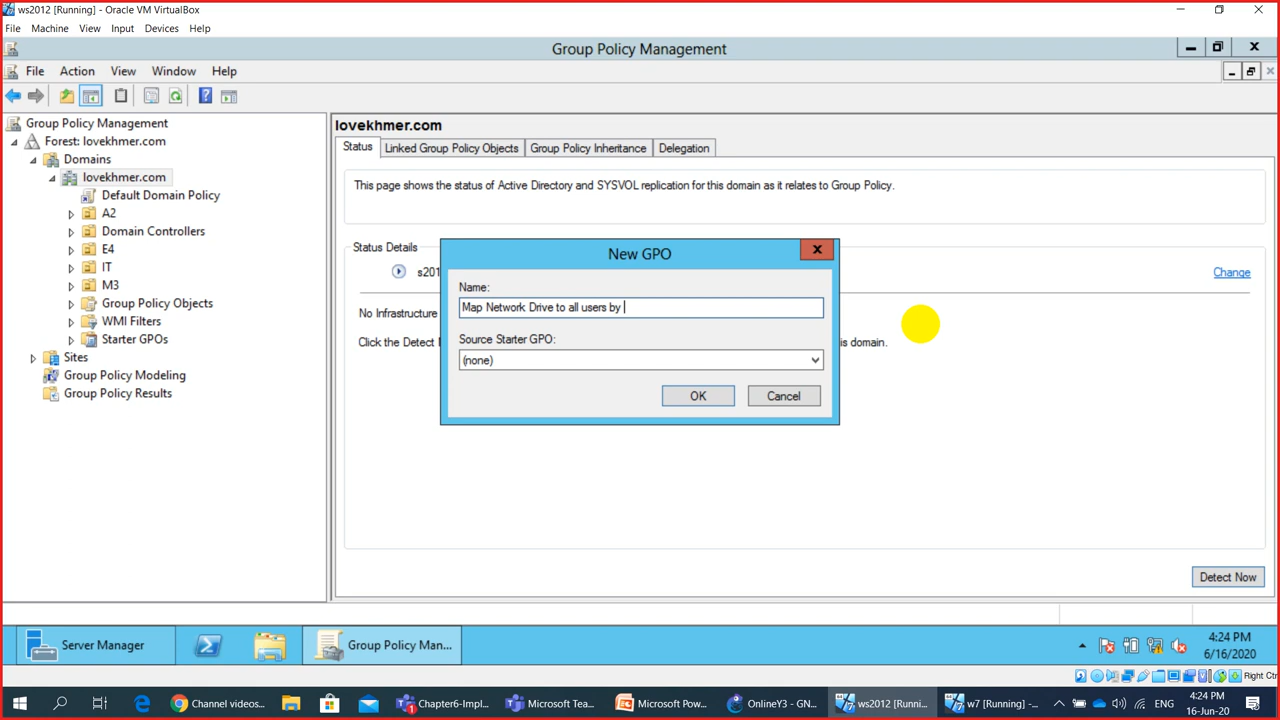 ws2012 [Running] - Oracle VM VirtualBox
File Machine View Input Devices Help
Group Policy Management
File Action View Window Help
Group Policy Management
Forest: lovekhmer.com
Domains
lovekhmer.com
Default Domain Policy
A2
Domain Controllers
E4
IT
M3
Group Policy Objects
WMI Filters
Starter GPOs
Sites
Group Policy Modeling
Group Policy Results
lovekhmer.com
Status Linked Group Policy Objects Group Policy Inheritance Delegation
This page shows the status of Active Directory and SYSVOL replication for this domain as it relates to Group Policy.
Status Details
s201
Change
No Infrastructure
Click the Detect
is domain.
New GPO
Name:
Map Network Drive to all users by
Source Starter GPO:
(none)
OK Cancel
Detect Now
Server Manager
Group Policy Man...
4:24 PM
6/16/2020
Right Ctr
Channel videos...
Chapter6-Impl...
Microsoft Tea...
Microsoft Pow...
OnlineY3 - GN...
ws2012 [Runni...
w7 [Running] -...
ENG
4:24 PM
16-Jun-20